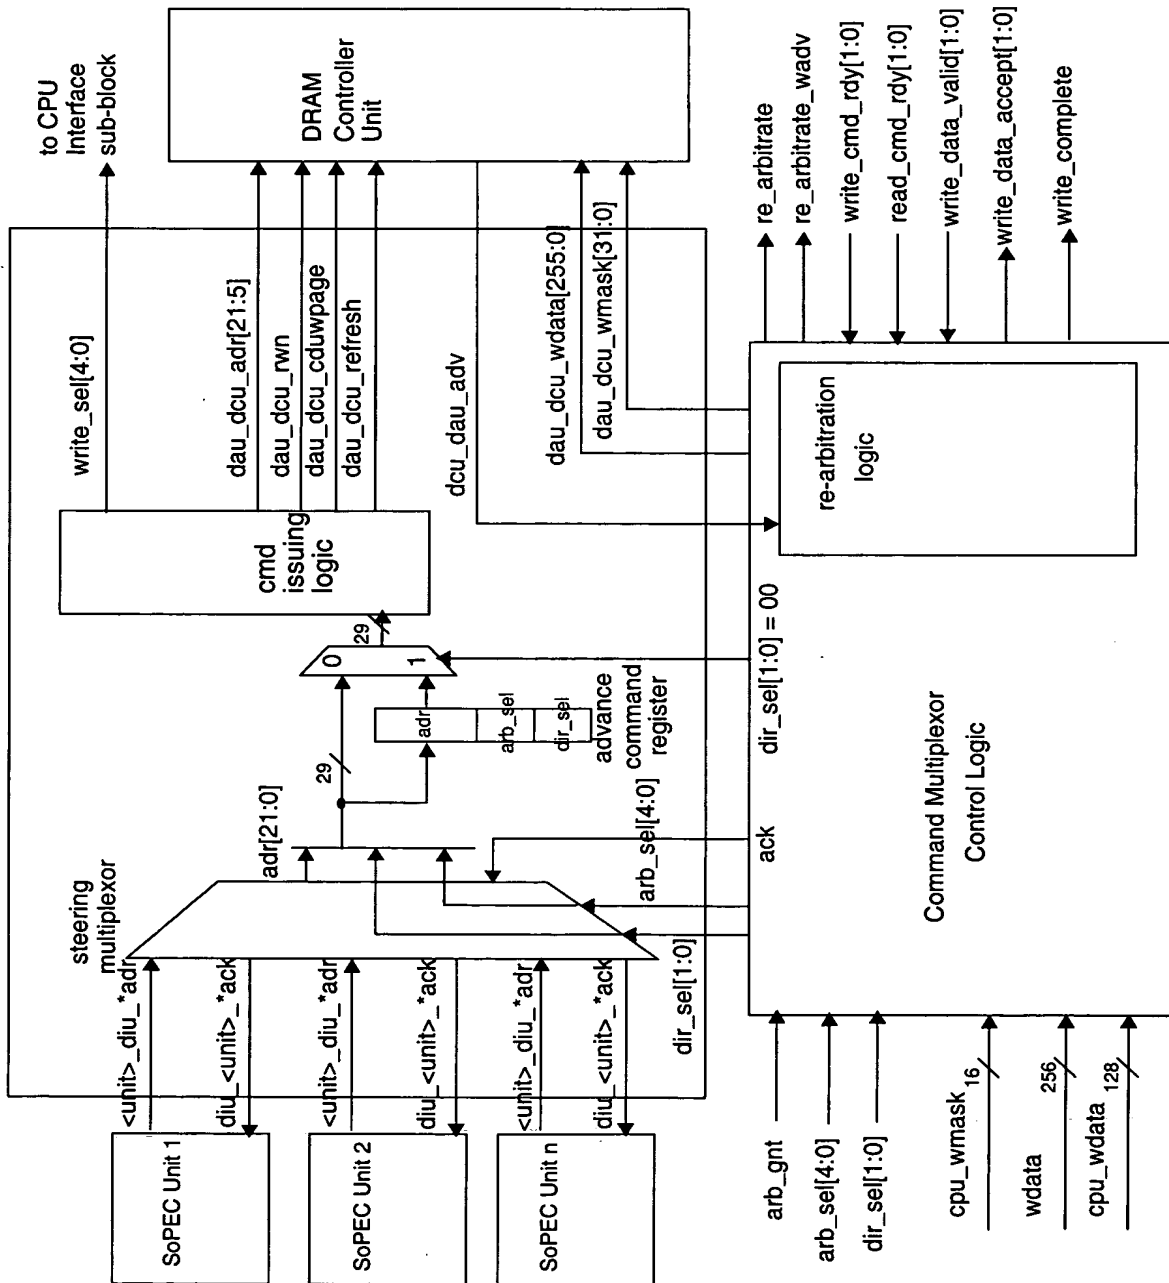 SoPEC Unit 1
SoPEC Unit 2
SoPEC Unit n
<unit>_diu_*adr
diu_<unit>_*ack
<unit>_diu_*adr
diu_<unit>_*ack
<unit>_diu_*adr
diu_<unit>_*ack
steering
multiplexor
dir_sel[1:0]
adr[21:0]
29
arb_sel[4:0]
adr
arb_sel
dir_sel
advance
command
register
0
1
29
cmd
issuing
logic
write_sel[4:0]
to CPU
Interface
sub-block
dau_dcu_adr[21:5]
dau_dcu_rwn
dau_dcu_cduwpage
dau_dcu_refresh
dcu_dau_adv
dau_dcu_wdata[255:0]
dau_dcu_wmask[31:0]
DRAM
Controller
Unit
arb_gnt
arb_sel[4:0]
dir_sel[1:0]
cpu_wmask
16
wdata
256
cpu_wdata
128
ack
dir_sel[1:0] = 00
Command Multiplexor
Control Logic
re-arbitration
logic
re_arbitrate
re_arbitrate_wadv
write_cmd_rdy[1:0]
read_cmd_rdy[1:0]
write_data_valid[1:0]
write_data_accept[1:0]
write_complete